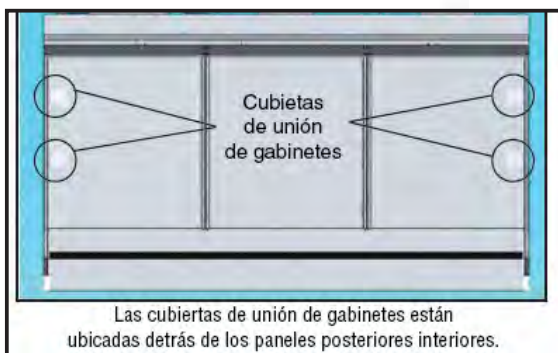 Cubietas
de unión
de gabinetes
Las cubiertas de unión de gabinetes están
ubicadas detrás de los paneles posteriores interiores.